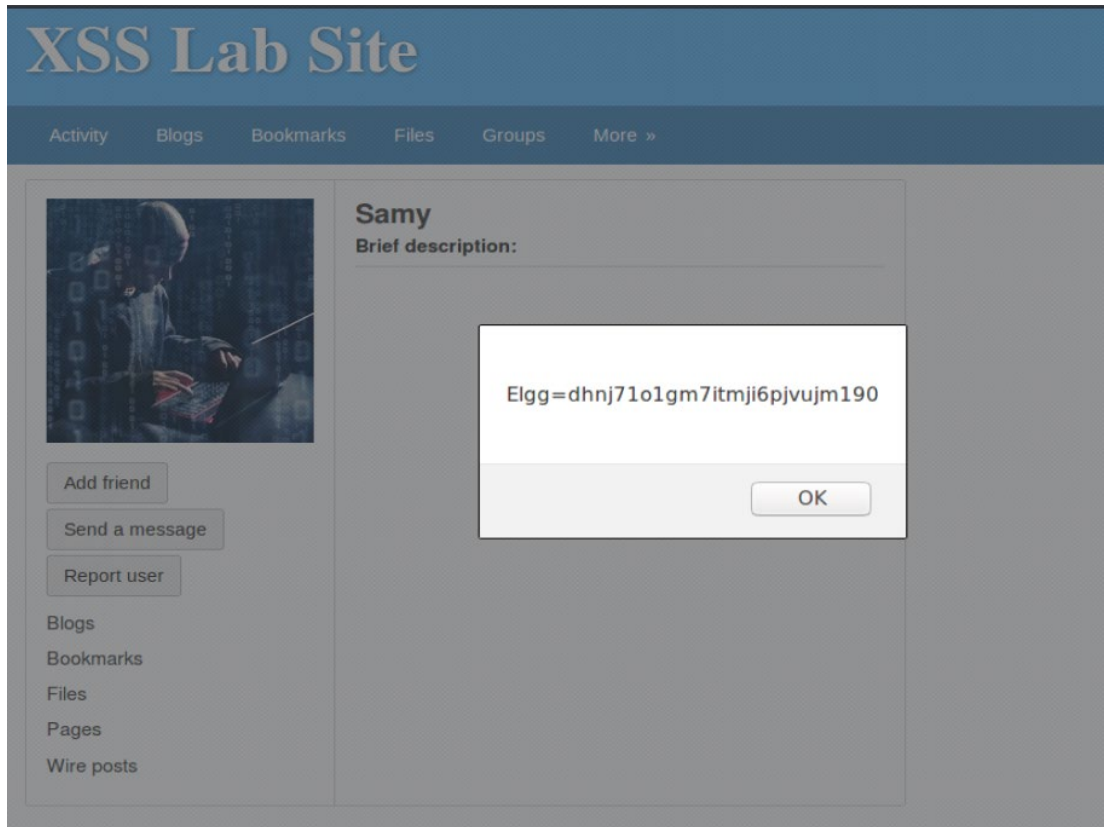 XSS Lab Site
Activity Blogs Bookmarks Files Groups More »
Samy
Brief description:
Elgg=dhnj71o1gm7itmji6pjvujm190
OK
Add friend
Send a message
Report user
Blogs
Bookmarks
Files
Pages
Wire posts